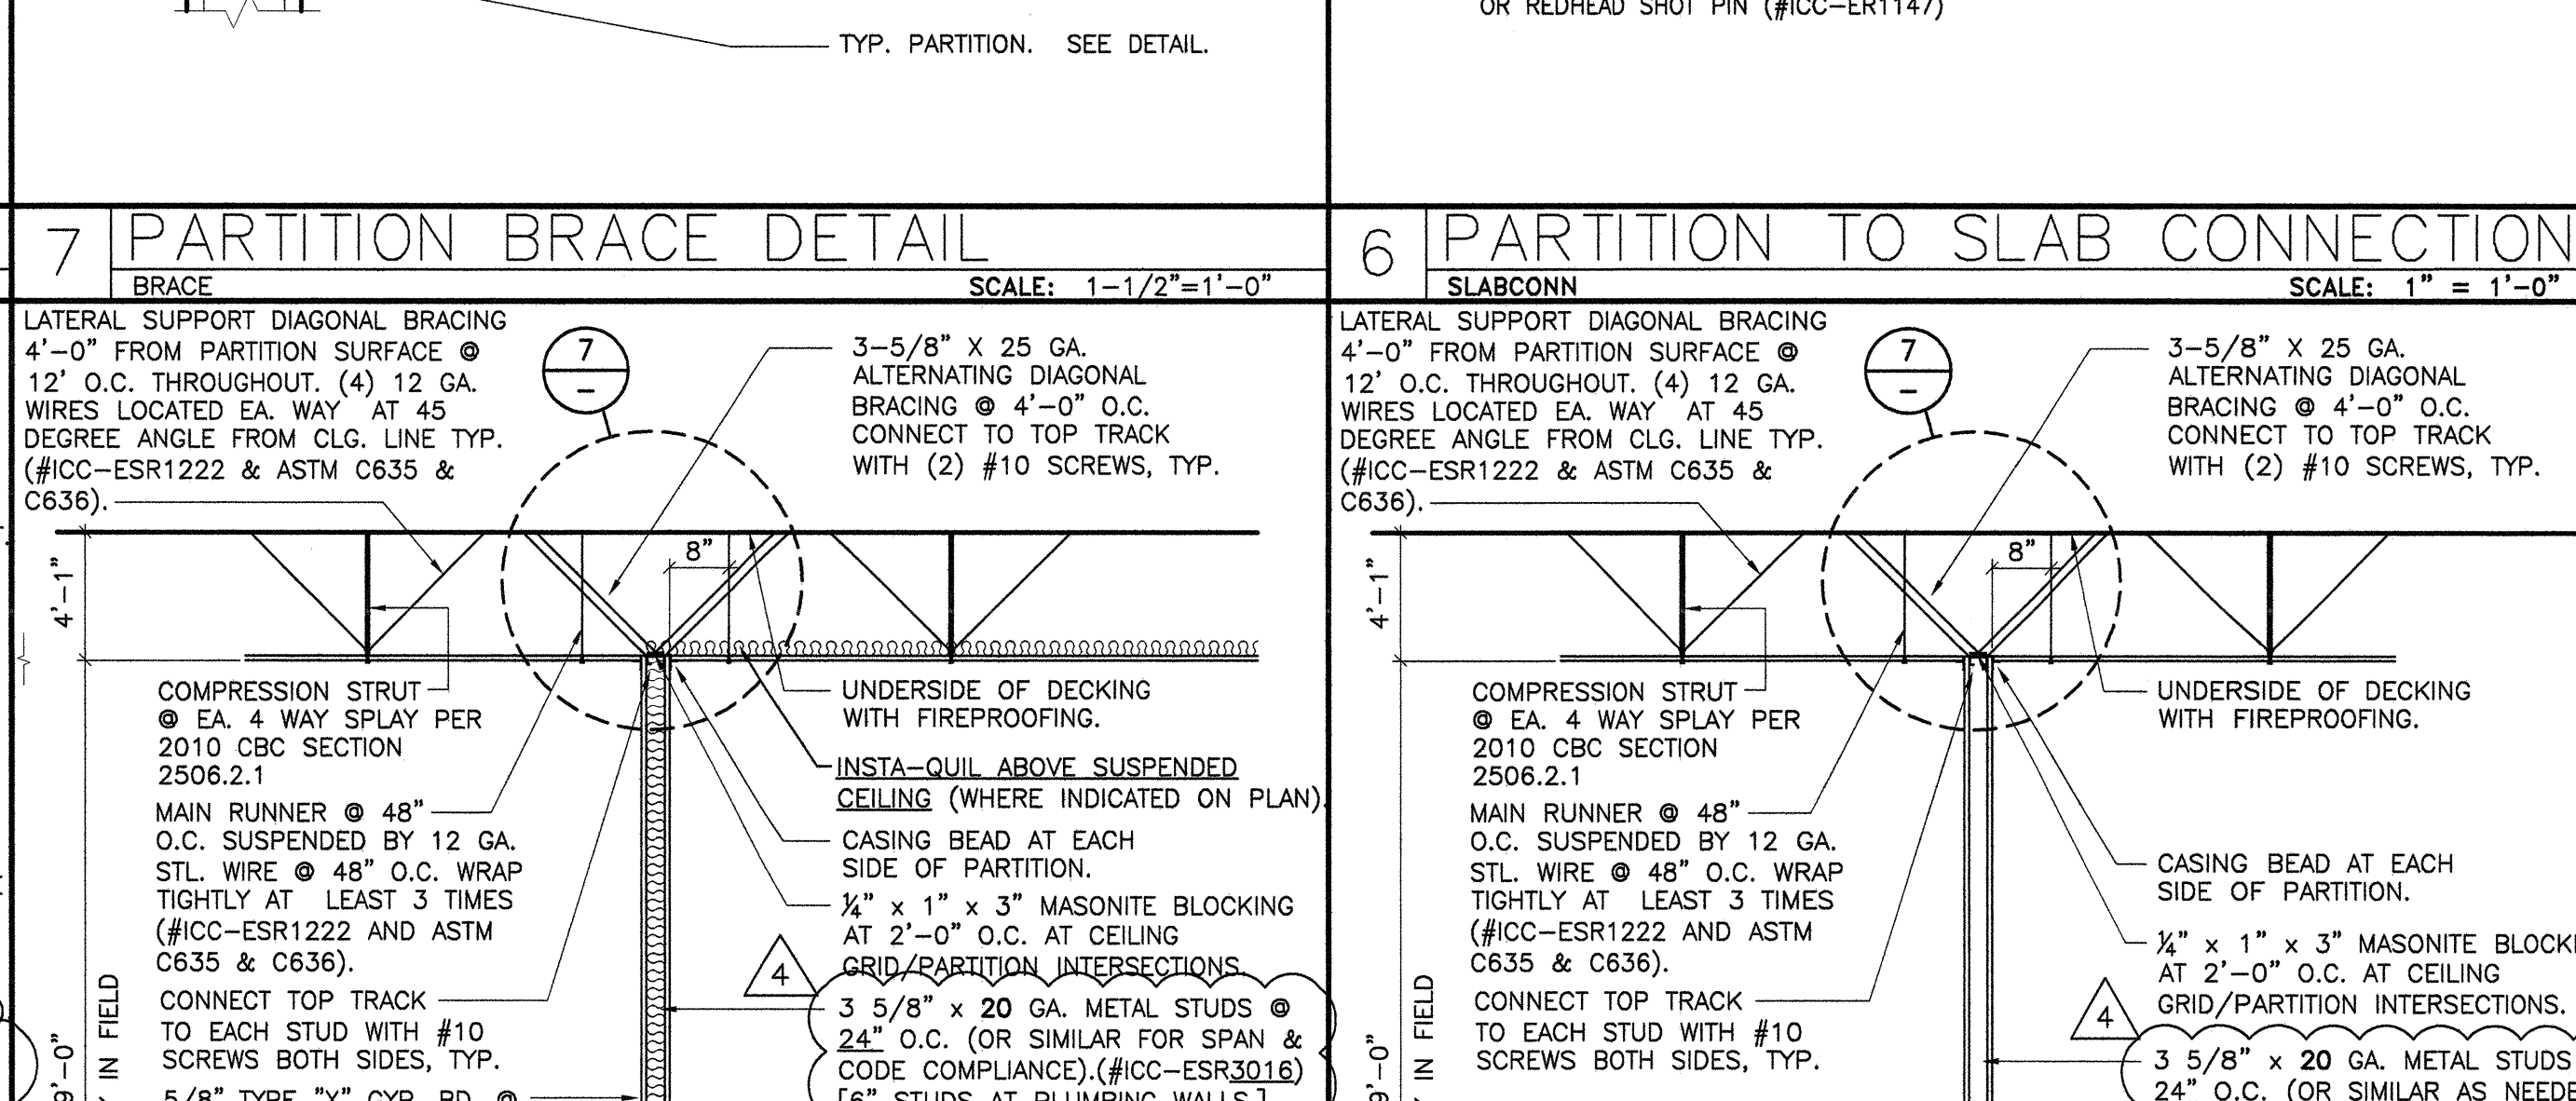 TYP. PARTITION. SEE DETAIL.
OR REDHEAD SHOT PIN (#ICC-ER1147)
7
PARTITION BRACE DETAIL
BRACE
SCALE: 1-1/2"=1'-0"
6
PARTITION TO SLAB CONNECTION
SLABCONN
SCALE: 1" = 1'-0"
LATERAL SUPPORT DIAGONAL BRACING
4'-0" FROM PARTITION SURFACE @
12' O.C. THROUGHOUT. (4) 12 GA.
WIRES LOCATED EA. WAY AT 45
DEGREE ANGLE FROM CLG. LINE TYP.
(#ICC-ESR1222 & ASTM C635 &
C636).
7
-
3-5/8" X 25 GA.
ALTERNATING DIAGONAL
BRACING @ 4'-0" O.C.
CONNECT TO TOP TRACK
WITH (2) #10 SCREWS, TYP.
8"
4'-1"
COMPRESSION STRUT
@ EA. 4 WAY SPLAY PER
2010 CBC SECTION
2506.2.1
MAIN RUNNER @ 48"
O.C. SUSPENDED BY 12 GA.
STL. WIRE @ 48" O.C. WRAP
TIGHTLY AT LEAST 3 TIMES
(#ICC-ESR1222 AND ASTM
C635 & C636).
CONNECT TOP TRACK
TO EACH STUD WITH #10
SCREWS BOTH SIDES, TYP.
5/8" TYPE "X" GYP. BD. @
9'-0"
IN FIELD
UNDERSIDE OF DECKING
WITH FIREPROOFING.
INSTA-QUIL ABOVE SUSPENDED
CEILING (WHERE INDICATED ON PLAN).
CASING BEAD AT EACH
SIDE OF PARTITION.
¼" x 1" x 3" MASONITE BLOCKING
AT 2'-0" O.C. AT CEILING
GRID/PARTITION INTERSECTIONS.
4
3 5/8" x 20 GA. METAL STUDS @
24" O.C. (OR SIMILAR FOR SPAN &
CODE COMPLIANCE).(#ICC-ESR3016)
[6" STUDS AT PLUMBING WALLS.]
LATERAL SUPPORT DIAGONAL BRACING
4'-0" FROM PARTITION SURFACE @
12' O.C. THROUGHOUT. (4) 12 GA.
WIRES LOCATED EA. WAY AT 45
DEGREE ANGLE FROM CLG. LINE TYP.
(#ICC-ESR1222 & ASTM C635 &
C636).
7
-
3-5/8" X 25 GA.
ALTERNATING DIAGONAL
BRACING @ 4'-0" O.C.
CONNECT TO TOP TRACK
WITH (2) #10 SCREWS, TYP.
8"
4'-1"
COMPRESSION STRUT
@ EA. 4 WAY SPLAY PER
2010 CBC SECTION
2506.2.1
MAIN RUNNER @ 48"
O.C. SUSPENDED BY 12 GA.
STL. WIRE @ 48" O.C. WRAP
TIGHTLY AT LEAST 3 TIMES
(#ICC-ESR1222 AND ASTM
C635 & C636).
CONNECT TOP TRACK
TO EACH STUD WITH #10
SCREWS BOTH SIDES, TYP.
9'-0"
IN FIELD
UNDERSIDE OF DECKING
WITH FIREPROOFING.
CASING BEAD AT EACH
SIDE OF PARTITION.
¼" x 1" x 3" MASONITE BLOCKI
AT 2'-0" O.C. AT CEILING
GRID/PARTITION INTERSECTIONS.
4
3 5/8" x 20 GA. METAL STUDS
24" O.C. (OR SIMILAR AS NEEDE